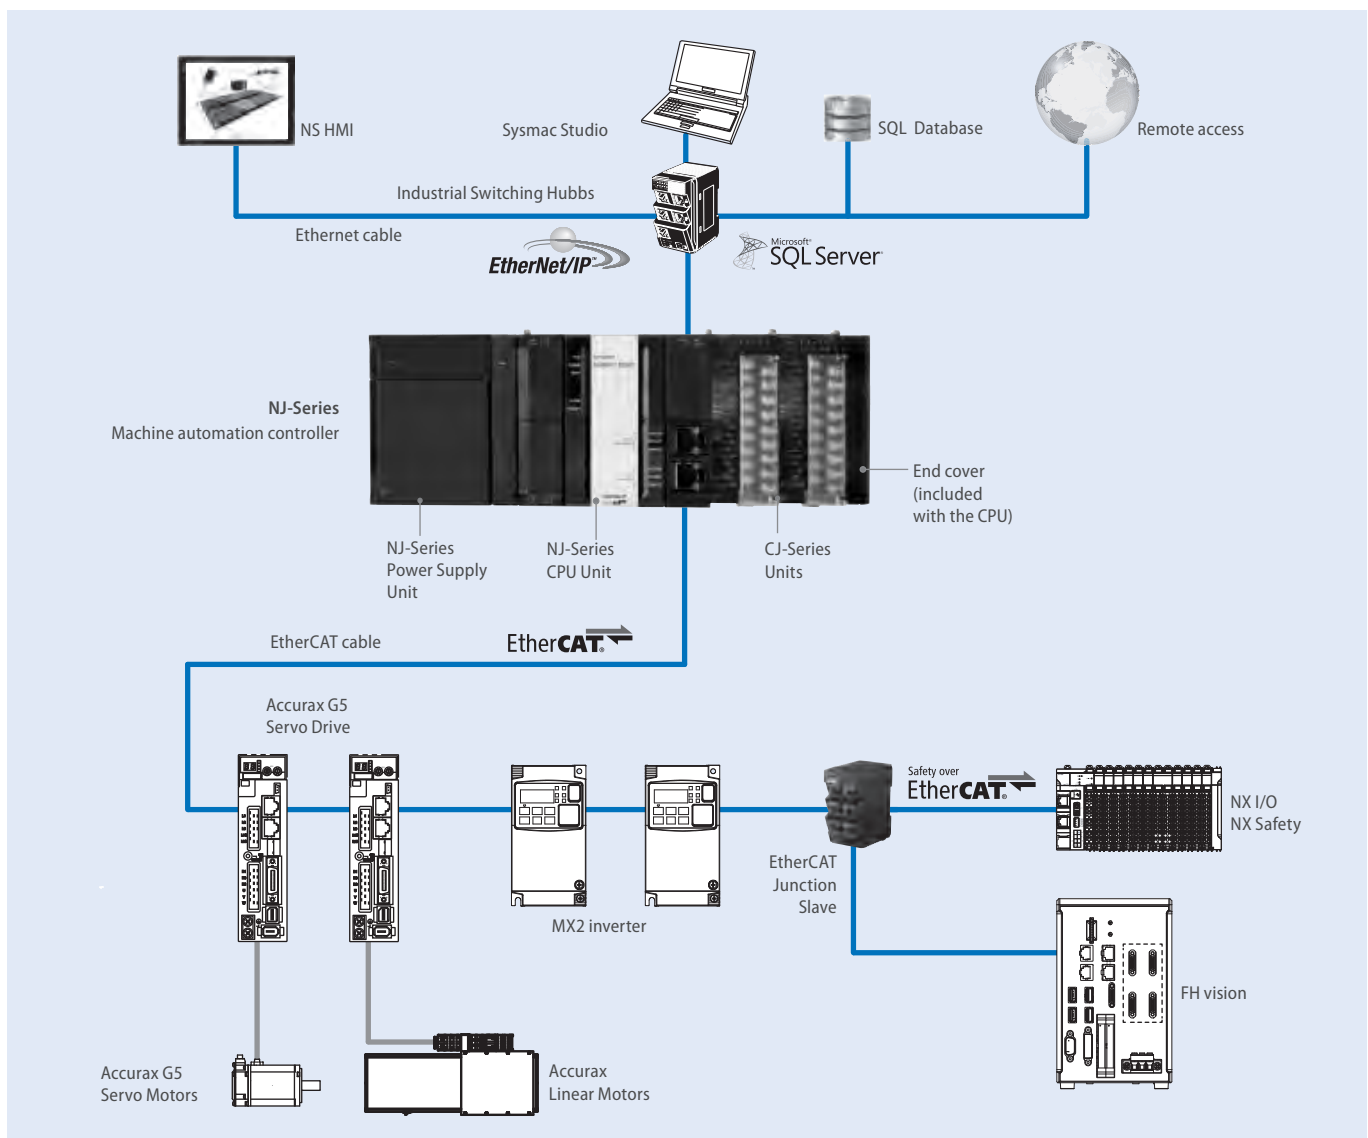 NS HMI
Sysmac Studio
SQL Database
Remote access
Industrial Switching Hubbs
Ethernet cable
EtherNet/IP™
Microsoft®
SQL Server®
NJ-Series
Machine automation controller
End cover
(included
with the CPU)
NJ-Series
Power Supply
Unit
NJ-Series
CPU Unit
CJ-Series
Units
EtherCAT cable
EtherCAT®
Accurax G5
Servo Drive
Safety over
EtherCAT®
NX I/O
NX Safety
EtherCAT
Junction
Slave
MX2 inverter
FH vision
Accurax G5
Servo Motors
Accurax
Linear Motors